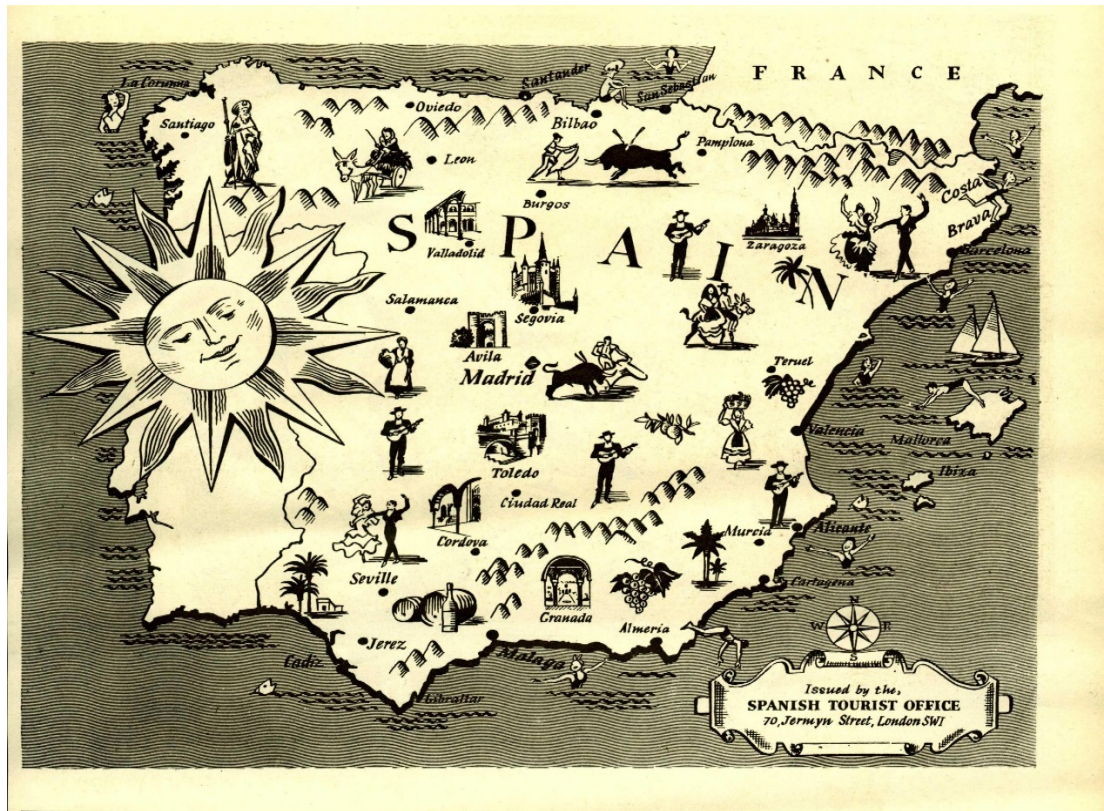 FRANCE
La Corunna
Santander
San Sebastian
Oviedo
Santiago
Bilbao
Pamplona
Leon
Costa
Brava
Burgos
SPAIN
Valladolid
Zaragoza
Barcelona
Salamanca
Segovia
Avila
Madrid
Teruel
Valencia
Mallorca
Ibiza
Toledo
Ciudad Real
Cordova
Murcia
Alicante
Seville
Cartagena
Granada
Almeria
Jerez
Cadiz
Malaga
Gibraltar
N
W E
S
Issued by the,
SPANISH TOURIST OFFICE
70, Jermyn Street, London SW1